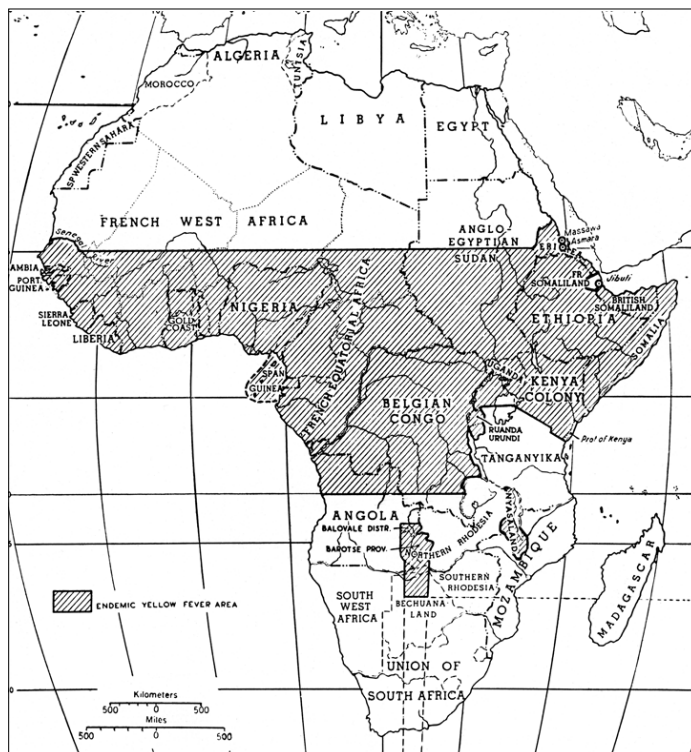 ALGERIA
TUNISIA
MOROCCO
LIBYA
EGYPT
SP WESTERN SAHARA
FRENCH WEST AFRICA
ANGLO
EGYPTIAN
SUDAN
Massawa
Asmara
ERI
Senegal
River
AMBIA
PORT.
GUINEA
SIERRA
LEONE
LIBERIA
GOLD
COAST
NIGERIA
FRENCH EQUATORIAL AFRICA
FR.
SOMALILAND
Jibuti
BRITISH
SOMALILAND
ETHIOPIA
SOMALIA
SPAN
GUINEA
UGANDA
KENYA
COLONY
BELGIAN
CONGO
RUANDA
URUNDI
Prot of Kenya
TANGANYIKA
ANGOLA
BALOVALE DISTR.
BAROTSE PROV.
NORTHERN RHODESIA
NYASALAND
MOZAMBIQUE
MADAGASCAR
SOUTHERN
RHODESIA
SOUTH WEST
AFRICA
BECHUANA
LAND
UNION OF
SOUTH AFRICA
ENDEMIC YELLOW FEVER AREA
Kilometers
500 0 500
Miles
500 0 500